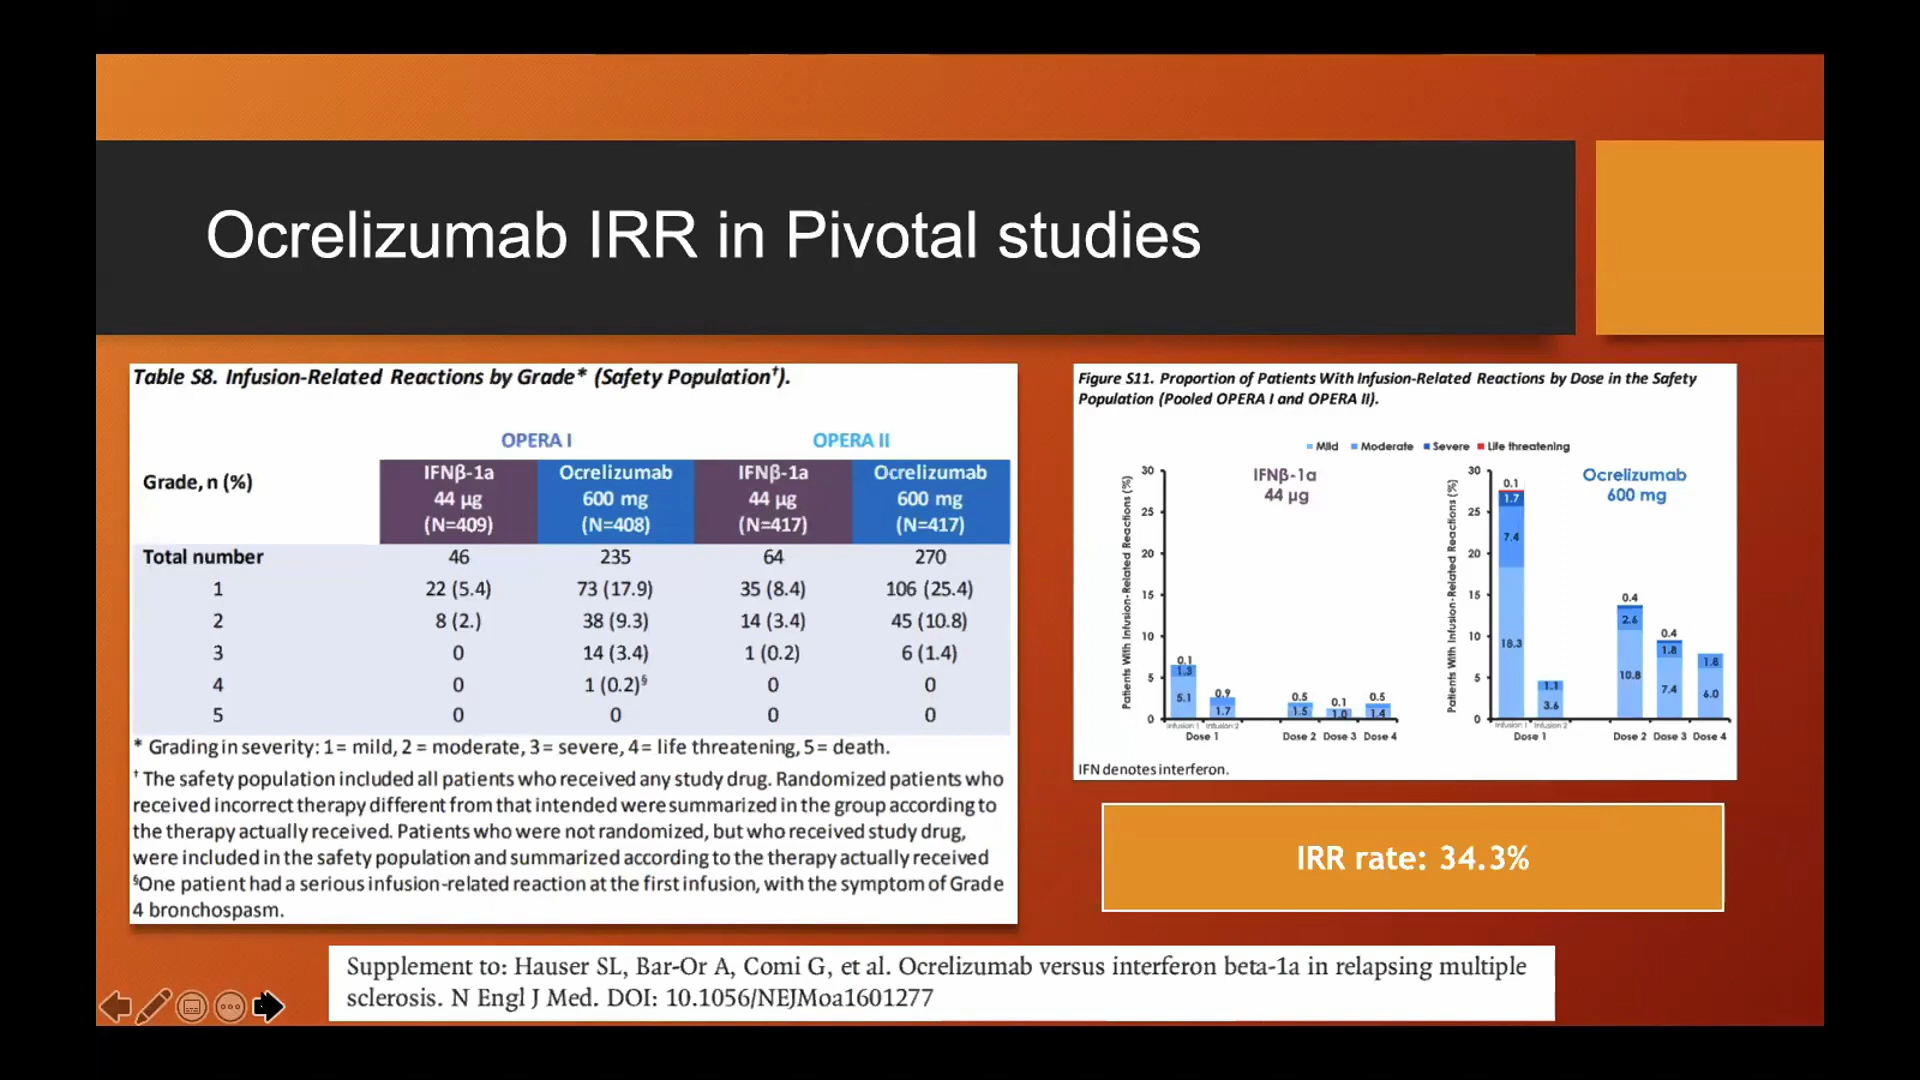 Ocrelizumab IRR in Pivotal studies
Table S8. Infusion-Related Reactions by Grade* (Safety Population†).
OPERA I OPERA II
Grade, n (%)
IFNβ-1a 44 µg (N=409) Ocrelizumab 600 mg (N=408) IFNβ-1a 44 µg (N=417) Ocrelizumab 600 mg (N=417)
Total number 46 235 64 270
1 22 (5.4) 73 (17.9) 35 (8.4) 106 (25.4)
2 8 (2.) 38 (9.3) 14 (3.4) 45 (10.8)
3 0 14 (3.4) 1 (0.2) 6 (1.4)
4 0 1 (0.2)§ 0 0
5 0 0 0 0
* Grading in severity: 1= mild, 2 = moderate, 3= severe, 4= life threatening, 5= death.
† The safety population included all patients who received any study drug. Randomized patients who
received incorrect therapy different from that intended were summarized in the group according to
the therapy actually received. Patients who were not randomized, but who received study drug,
were included in the safety population and summarized according to the therapy actually received
§One patient had a serious infusion-related reaction at the first infusion, with the symptom of Grade
4 bronchospasm.
Figure S11. Proportion of Patients With Infusion-Related Reactions by Dose in the Safety
Population (Pooled OPERA I and OPERA II).
Mild Moderate Severe Life threatening
IFNβ-1a
44 µg
Patients With Infusion-Related Reactions (%)
30
25
20
15
10
5
0
0.1
1.3
5.1
0.9
1.7
0.5
1.5
0.1
1.0
0.5
1.4
Infusion 1 Infusion 2
Dose 1 Dose 2 Dose 3 Dose 4
Ocrelizumab
600 mg
Patients With Infusion-Related Reactions (%)
30
25
20
15
10
5
0
0.1
1.7
7.4
18.3
1.1
3.6
0.4
2.6
10.8
0.4
1.8
7.4
1.8
6.0
Infusion 1 Infusion 2
Dose 1 Dose 2 Dose 3 Dose 4
IFN denotes interferon.
IRR rate: 34.3%
Supplement to: Hauser SL, Bar-Or A, Comi G, et al. Ocrelizumab versus interferon beta-1a in relapsing multiple
sclerosis. N Engl J Med. DOI: 10.1056/NEJMoa1601277